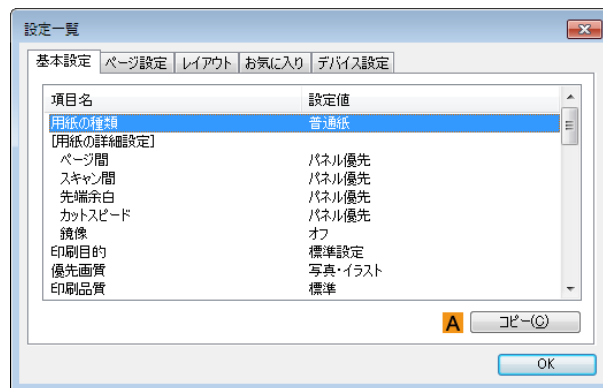 設定一覧
基本設定 ページ設定 レイアウト お気に入り デバイス設定
項目名 設定値
用紙の種類 普通紙
[用紙の詳細設定]
ページ間 パネル優先
スキャン間 パネル優先
先端余白 パネル優先
カットスピード パネル優先
鏡像 オフ
印刷目的 標準設定
優先画質 写真・イラスト
印刷品質 標準
A コピー(C)
OK